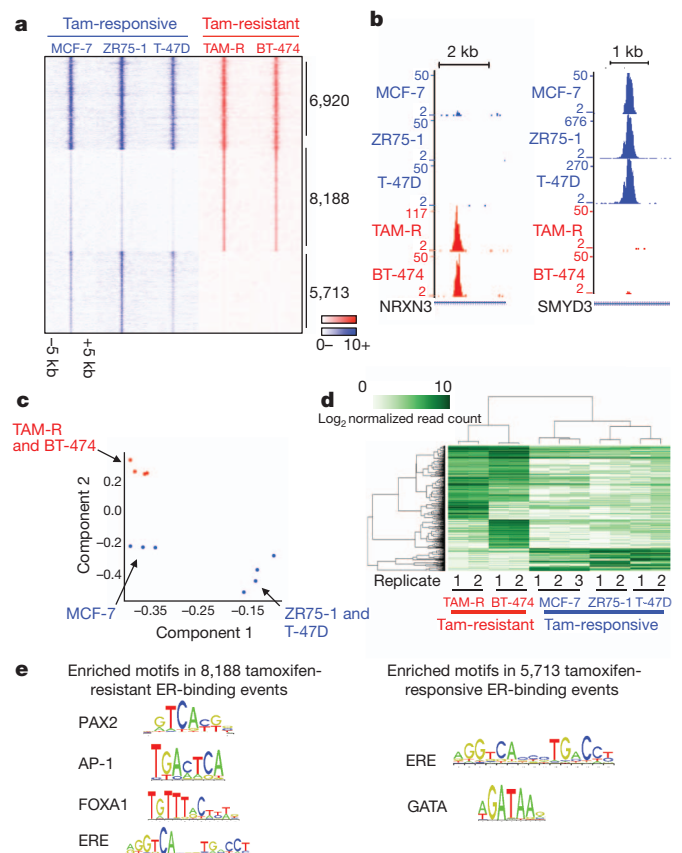 a
Tam-responsive Tam-resistant
MCF-7 ZR75-1 T-47D TAM-R BT-474
6,920
8,188
5,713
0– 10+
–5 kb
+5 kb
b
2 kb
50
MCF-7
2
50
ZR75-1
2
50
T-47D
2
117
TAM-R
2
50
BT-474
2
NRXN3
1 kb
50
MCF-7
2
676
ZR75-1
2
270
T-47D
2
50
TAM-R
2
50
BT-474
2
SMYD3
c
TAM-R
and BT-474
Component 2
0.2
0.0
–0.2
–0.4
MCF-7
ZR75-1 and
T-47D
–0.35 –0.25 –0.15
Component 1
d
0 10
Log2 normalized read count
Replicate 1 2 1 2 1 2 3 1 2 1 2
TAM-R BT-474 MCF-7 ZR75-1 T-47D
Tam-resistant Tam-responsive
e
Enriched motifs in 8,188 tamoxifen-
resistant ER-binding events
PAX2
AP-1
FOXA1
ERE
Enriched motifs in 5,713 tamoxifen-
responsive ER-binding events
ERE
GATA